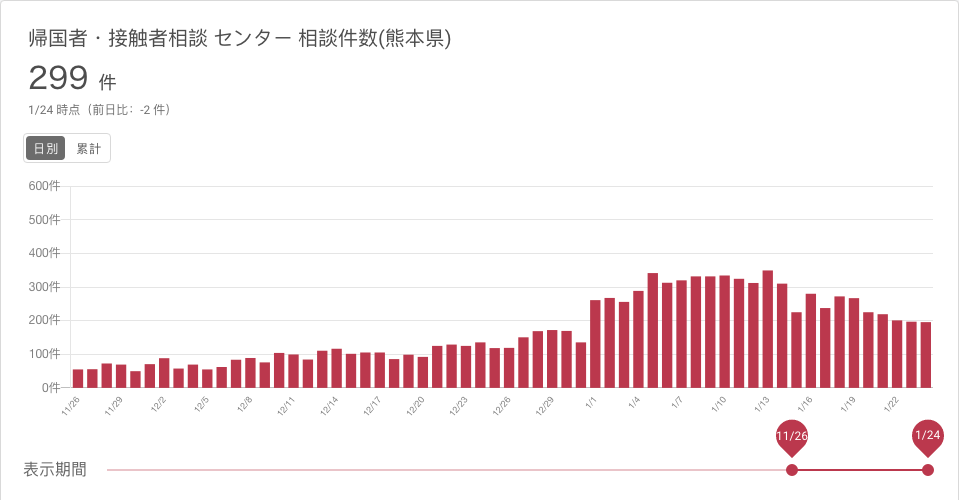 帰国者・接触者相談 センター 相談件数(熊本県)
299 件
1/24 時点（前日比：-2 件）
日別 累計
600件
500件
400件
300件
200件
100件
0件
11/26 11/29 12/2 12/5 12/8 12/11 12/14 12/17 12/20 12/23 12/26 12/29 1/1 1/4 1/7 1/10 1/13 1/16 1/19 1/22
11/26 1/24
表示期間